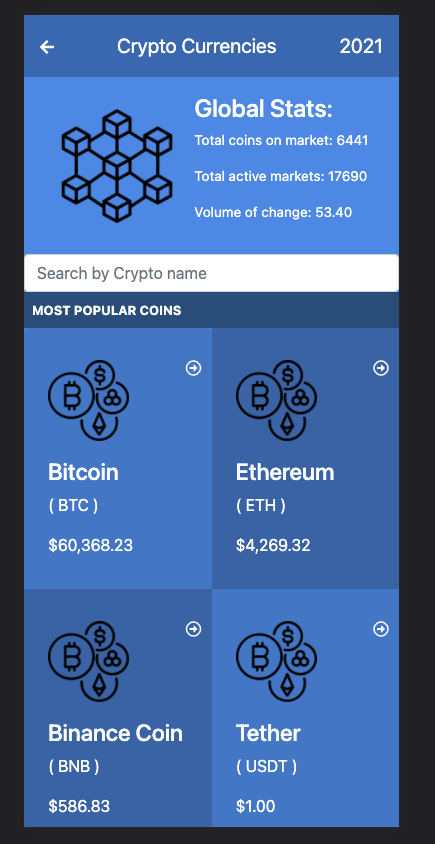 Crypto Currencies 2021
Global Stats:
Total coins on market: 6441
Total active markets: 17690
Volume of change: 53.40
Search by Crypto name
MOST POPULAR COINS
Bitcoin
( BTC )
$60,368.23
Ethereum
( ETH )
$4,269.32
Binance Coin
( BNB )
$586.83
Tether
( USDT )
$1.00